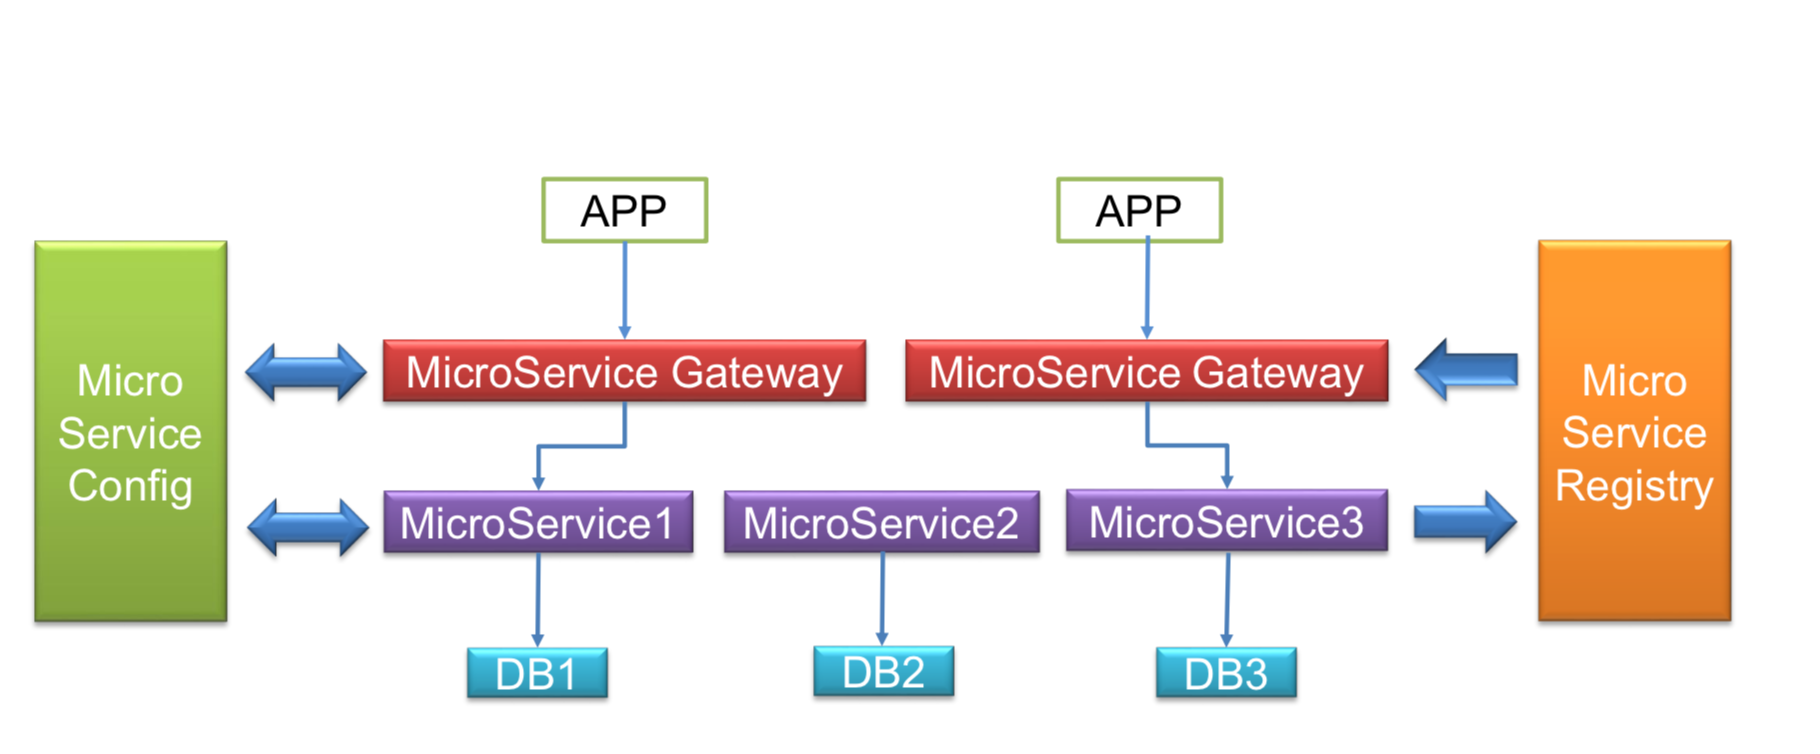 APP
APP
Micro
Service
Config
MicroService Gateway
MicroService Gateway
Micro
Service
Registry
MicroService1
MicroService2
MicroService3
DB1
DB2
DB3